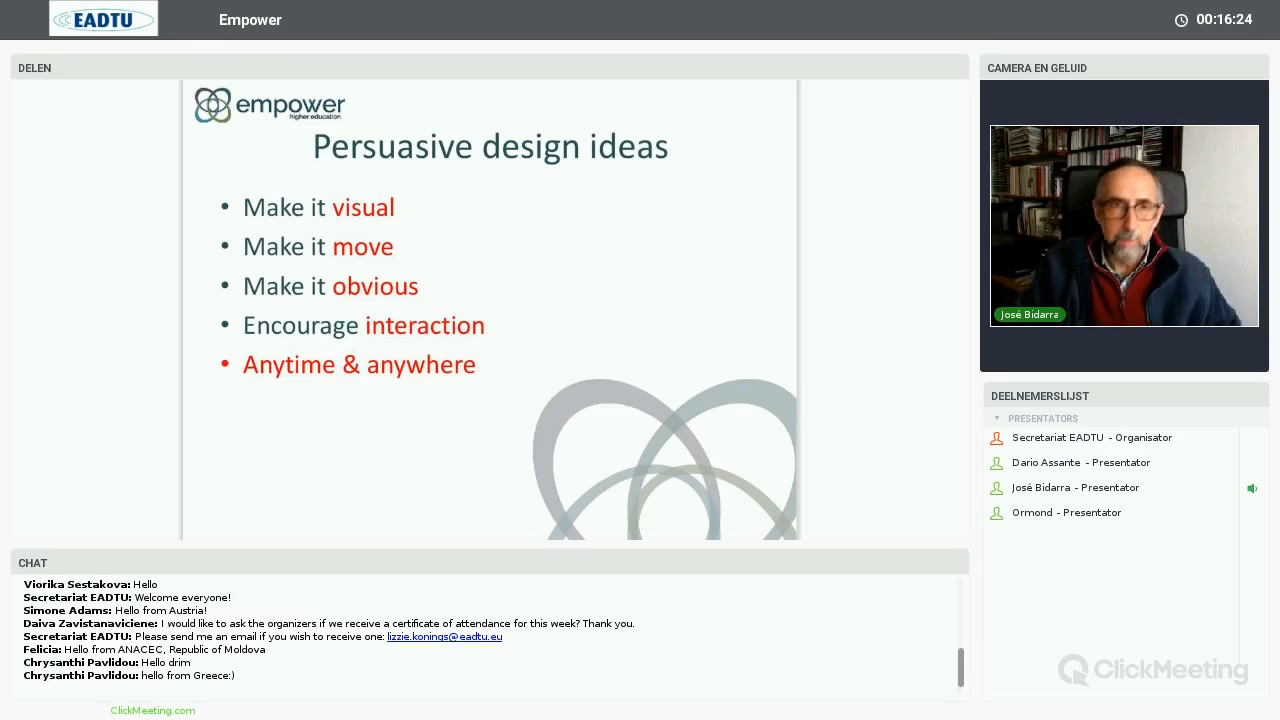 EADTU
Empower
00:16:24
DELEN
empower
higher education
Persuasive design ideas
• Make it visual
• Make it move
• Make it obvious
• Encourage interaction
• Anytime & anywhere
CAMERA EN GELUID
José Bidarra
DEELNEMERSLIJST
PRESENTATORS
Secretariat EADTU - Organisator
Dario Assante - Presentator
José Bidarra - Presentator
Ormond - Presentator
CHAT
Viorika Sestakova: Hello
Secretariat EADTU: Welcome everyone!
Simone Adams: Hello from Austria!
Daiva Zavistanaviciene: I would like to ask the organizers if we receive a certificate of attendance for this week? Thank you.
Secretariat EADTU: Please send me an email if you wish to receive one: lizzie.konings@eadtu.eu
Felicia: Hello from ANACEC, Republic of Moldova
Chrysanthi Pavlidou: Hello drim
Chrysanthi Pavlidou: hello from Greece:)
ClickMeeting
ClickMeeting.com